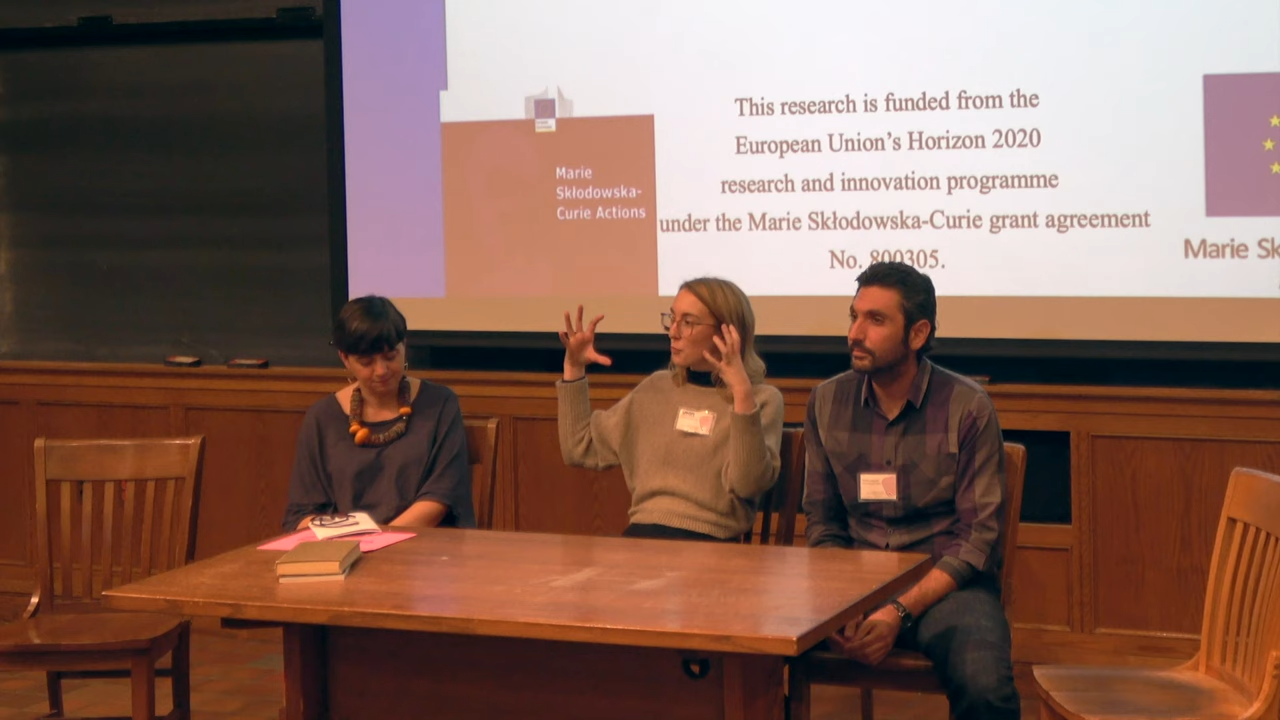 This research is funded from the
European Union's Horizon 2020
research and innovation programme
under the Marie Skłodowska-Curie grant agreement
No. 800305.
Marie
Skłodowska-
Curie Actions
Marie Sk